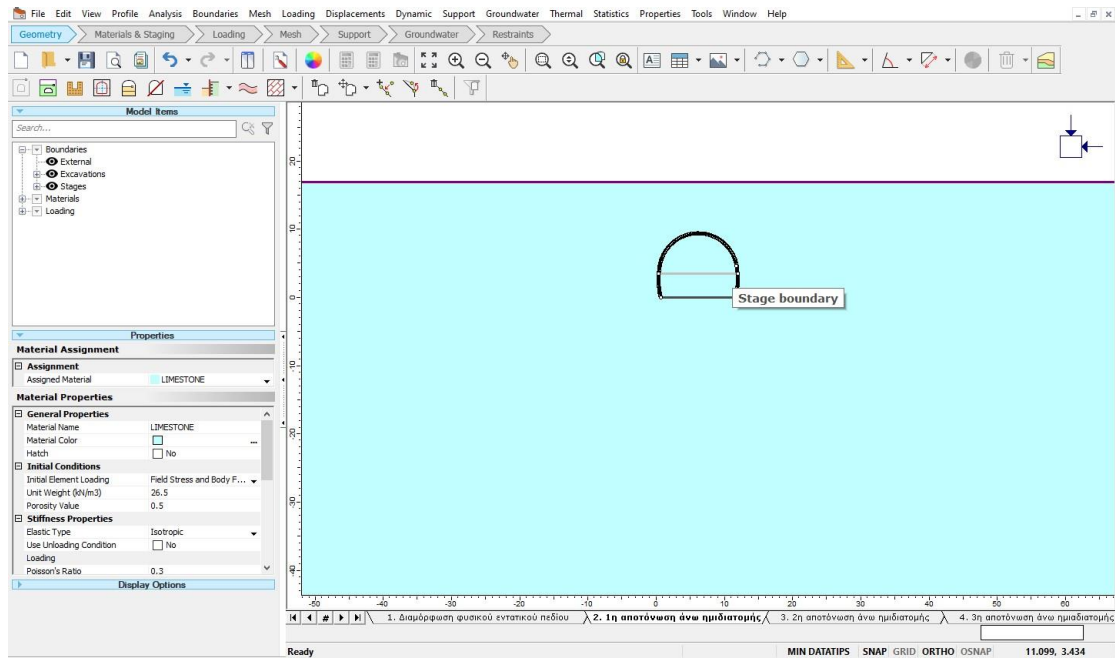 File Edit View Profile Analysis Boundaries Mesh Loading Displacements Dynamic Support Groundwater Thermal Statistics Properties Tools Window Help
Geometry Materials & Staging Loading Mesh Support Groundwater Restraints
Model Items
Search...
Boundaries
External
Excavations
Stages
Materials
Loading
Properties
Material Assignment
Assignment
Assigned Material LIMESTONE
Material Properties
General Properties
Material Name LIMESTONE
Material Color ...
Hatch No
Initial Conditions
Initial Element Loading Field Stress and Body F...
Unit Weight (kN/m3) 26.5
Porosity Value 0.5
Stiffness Properties
Elastic Type Isotropic
Use Unloading Condition No
Loading
Poisson's Ratio 0.3
Display Options
20
10
0
-10
-20
-30
-40
Stage boundary
-50 -40 -30 -20 -10 0 10 20 30 40 50 60
# 1. Διαμόρφωση φυσικού εντατικού πεδίου 2. 1η αποτόνωση άνω ημιδιατομής 3. 2η αποτόνωση άνω ημιδιατομής 4. 3η αποτόνωση άνω ημιδιατομής
Ready MIN DATATIPS SNAP GRID ORTHO OSNAP 11.099, 3.434